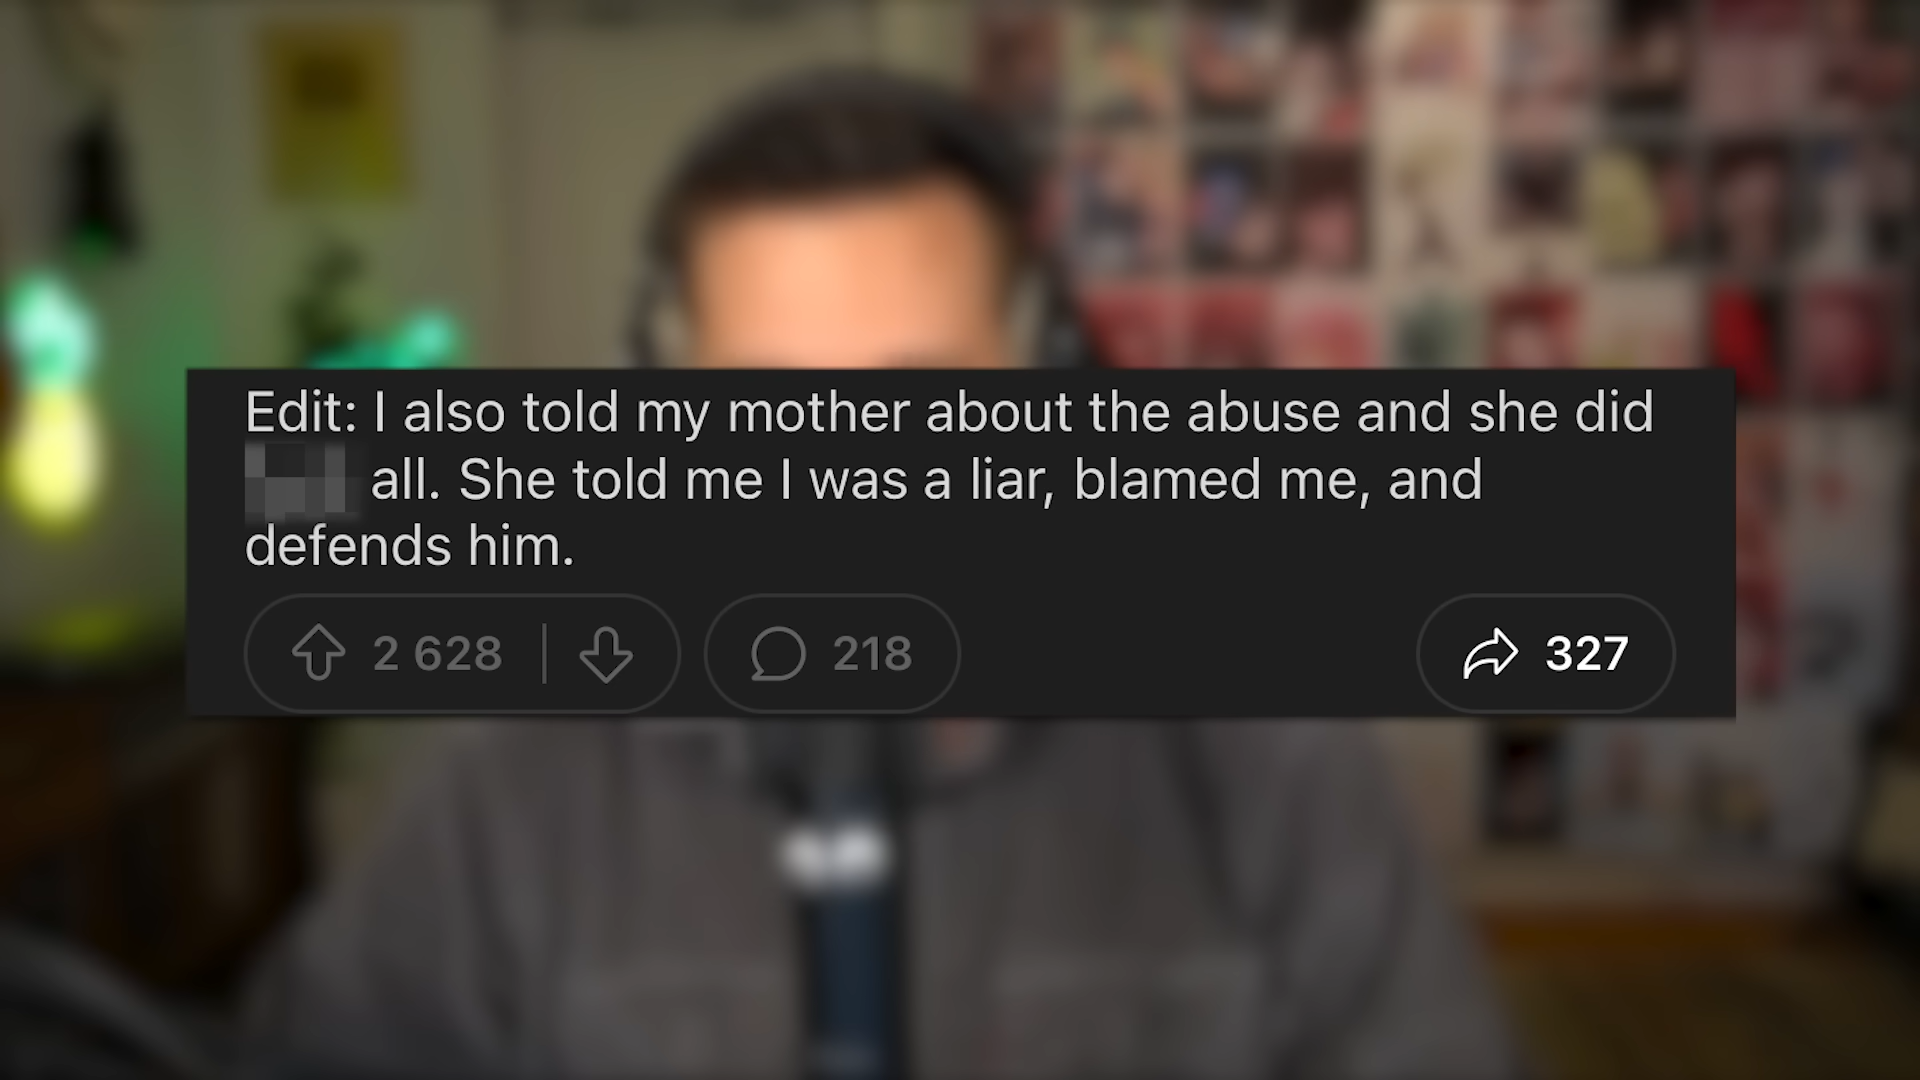 Edit: I also told my mother about the abuse and she did
all. She told me I was a liar, blamed me, and
defends him.
2 628
218
327